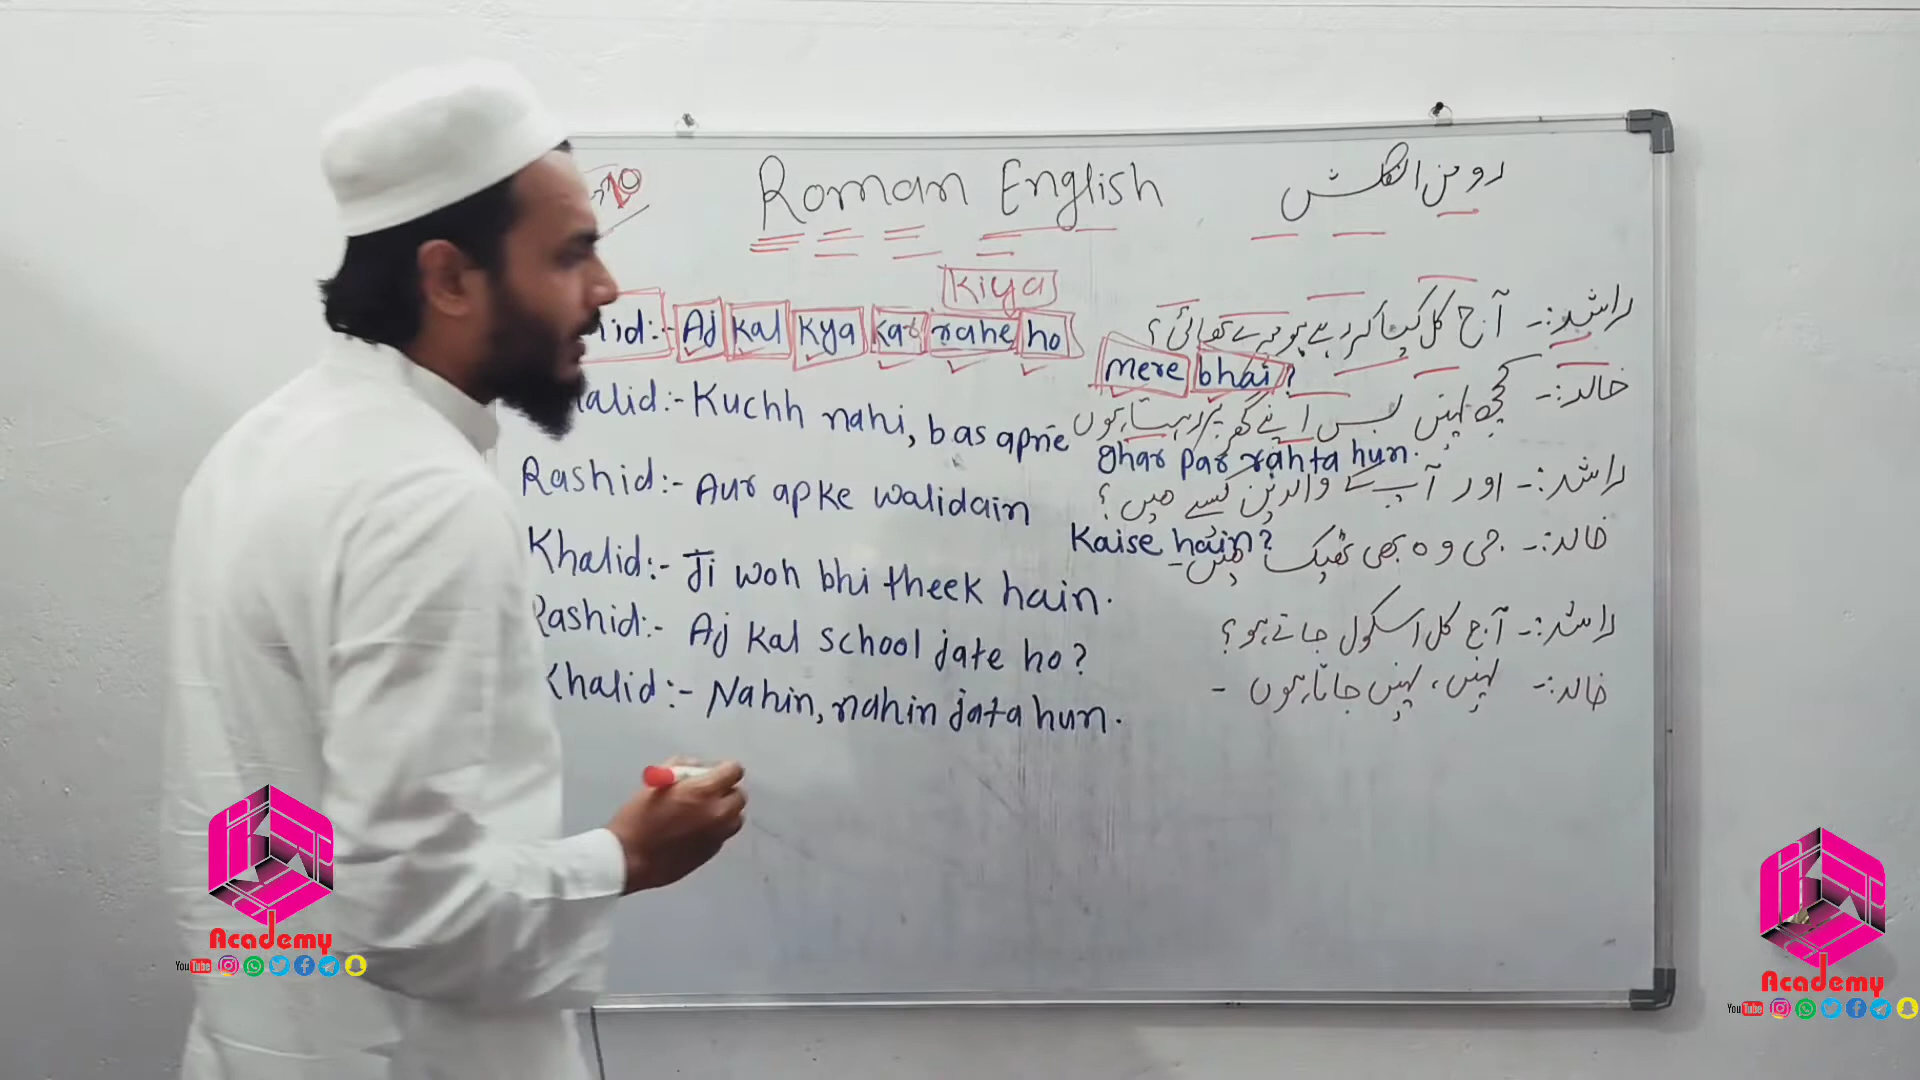 Roman English
رومن انگلش
Kiya
Aj Kal Kya Kar rahe ho
mere bhai?
راشد:- آج کل کیا کر رہے ہو میرے بھائی؟
Khalid:- Kuchh nahi, bas apne
ghar par rahta hun.
خالد:- کچھ نہیں بس اپنے گھر پر رہتا ہوں
Rashid:- Aur apke walidain
Kaise hain?
راشد:- اور آپ کے والدین کیسے ہیں؟
Khalid:- Ji woh bhi theek hain.
خالد:- جی وہ بھی ٹھیک ہیں-
Rashid:- Aj Kal school jate ho?
راشد:- آج کل اسکول جاتے ہو؟
Khalid:- Nahin, nahin jata hun.
خالد:- نہیں، نہیں جاتا ہوں -
Academy
YouTube
Academy
YouTube